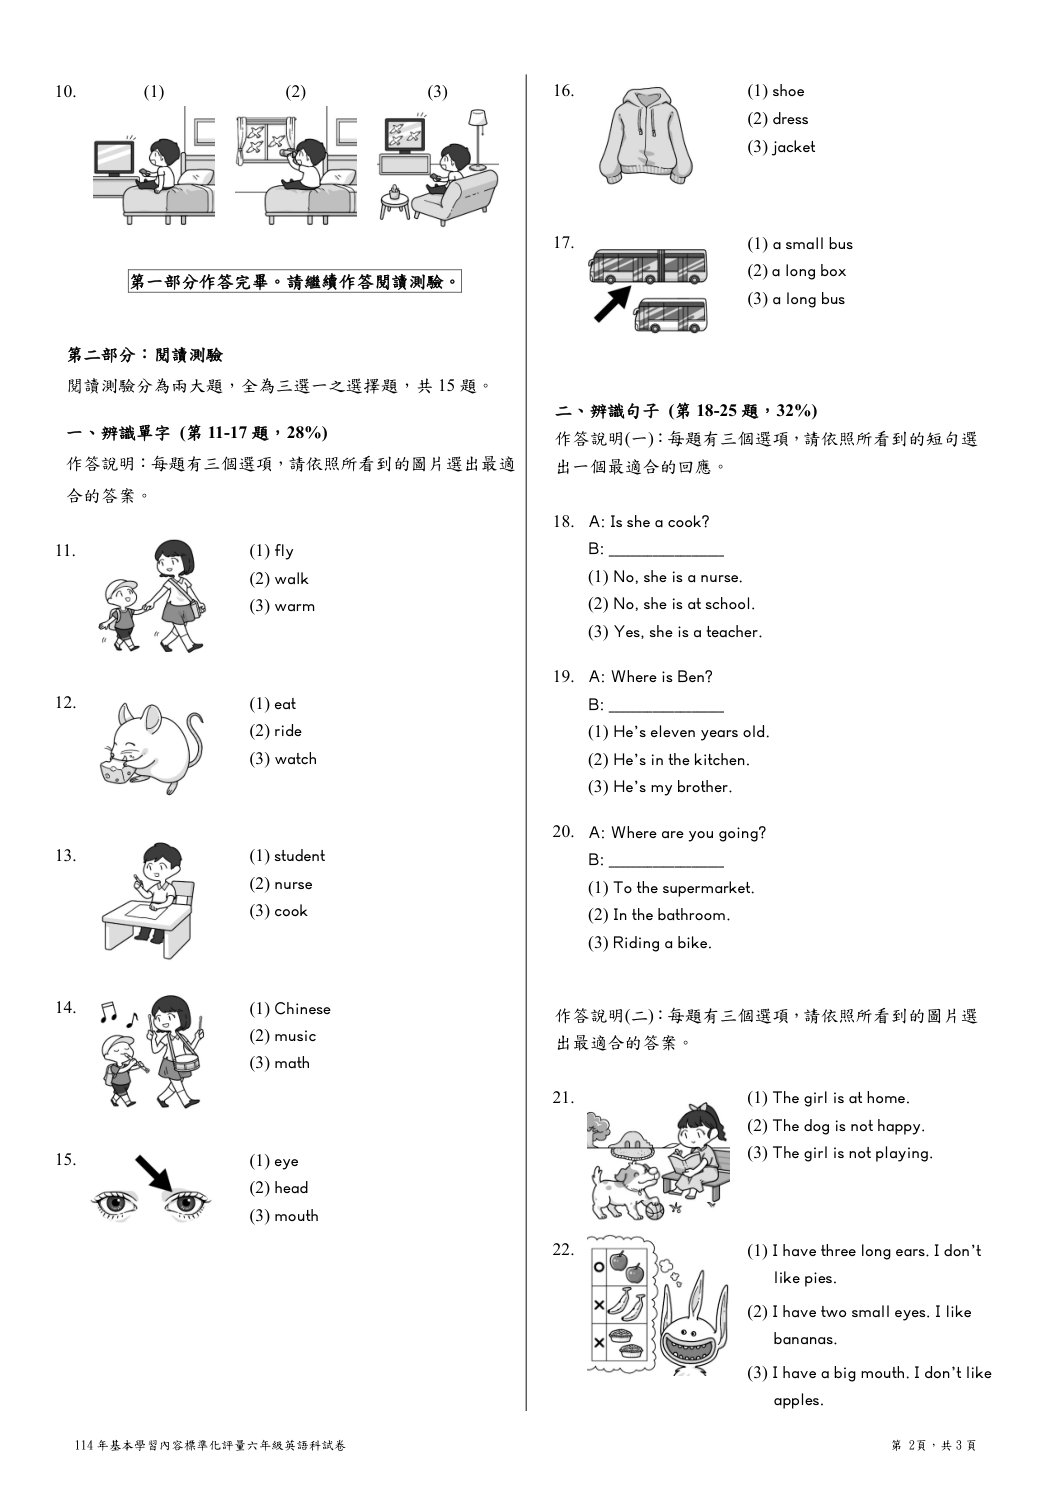 10. (1) (2) (3)
第一部分作答完畢。請繼續作答閱讀測驗。
第二部分：閱讀測驗
閱讀測驗分為兩大題，全為三選一之選擇題，共 15 題。
一、辨識單字 (第 11-17 題，28%)
作答說明：每題有三個選項，請依照所看到的圖片選出最適
合的答案。
11. (1) fly
(2) walk
(3) warm
12. (1) eat
(2) ride
(3) watch
13. (1) student
(2) nurse
(3) cook
14. (1) Chinese
(2) music
(3) math
15. (1) eye
(2) head
(3) mouth
16. (1) shoe
(2) dress
(3) jacket
17. (1) a small bus
(2) a long box
(3) a long bus
二、辨識句子 (第 18-25 題，32%)
作答說明(一)：每題有三個選項，請依照所看到的短句選
出一個最適合的回應。
18. A: Is she a cook?
B: ______________
(1) No, she is a nurse.
(2) No, she is at school.
(3) Yes, she is a teacher.
19. A: Where is Ben?
B: ______________
(1) He’s eleven years old.
(2) He’s in the kitchen.
(3) He’s my brother.
20. A: Where are you going?
B: ______________
(1) To the supermarket.
(2) In the bathroom.
(3) Riding a bike.
作答說明(二)：每題有三個選項，請依照所看到的圖片選
出最適合的答案。
21. (1) The girl is at home.
(2) The dog is not happy.
(3) The girl is not playing.
22. (1) I have three long ears. I don’t
like pies.
(2) I have two small eyes. I like
bananas.
(3) I have a big mouth. I don’t like
apples.
114 年基本學習內容標準化評量六年級英語科試卷
第 2頁，共 3 頁